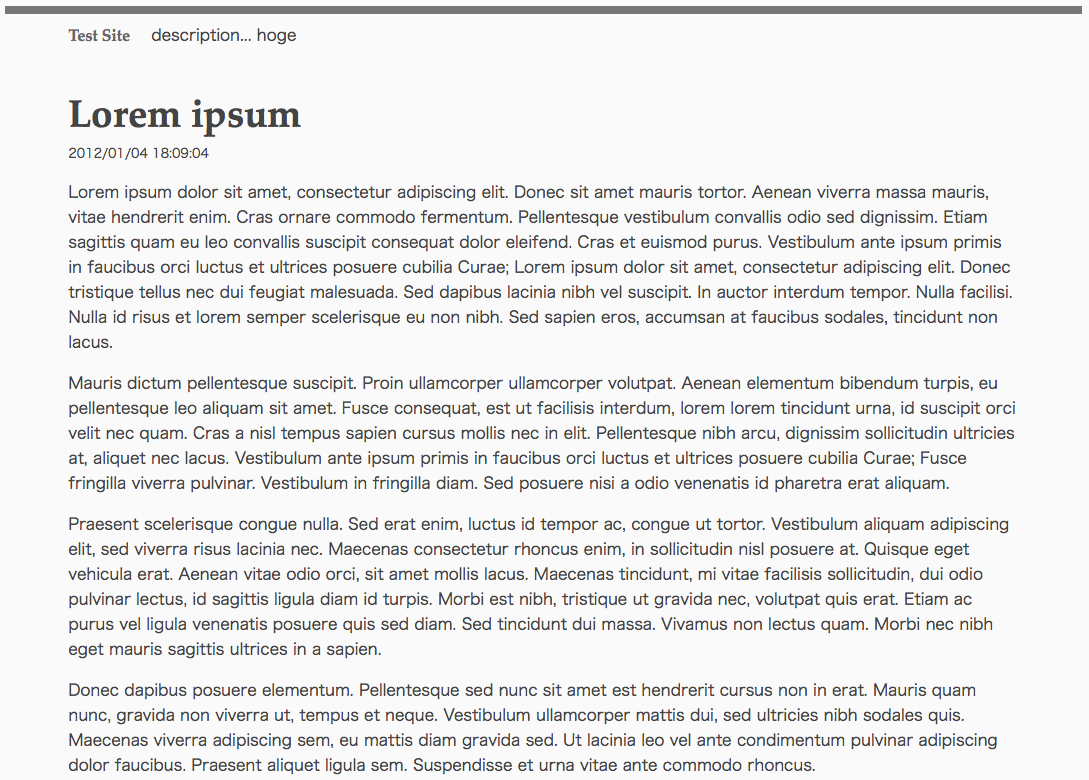 Test Site description... hoge
Lorem ipsum
2012/01/04 18:09:04
Lorem ipsum dolor sit amet, consectetur adipiscing elit. Donec sit amet mauris tortor. Aenean viverra massa mauris,
vitae hendrerit enim. Cras ornare commodo fermentum. Pellentesque vestibulum convallis odio sed dignissim. Etiam
sagittis quam eu leo convallis suscipit consequat dolor eleifend. Cras et euismod purus. Vestibulum ante ipsum primis
in faucibus orci luctus et ultrices posuere cubilia Curae; Lorem ipsum dolor sit amet, consectetur adipiscing elit. Donec
tristique tellus nec dui feugiat malesuada. Sed dapibus lacinia nibh vel suscipit. In auctor interdum tempor. Nulla facilisi.
Nulla id risus et lorem semper scelerisque eu non nibh. Sed sapien eros, accumsan at faucibus sodales, tincidunt non
lacus.
Mauris dictum pellentesque suscipit. Proin ullamcorper ullamcorper volutpat. Aenean elementum bibendum turpis, eu
pellentesque leo aliquam sit amet. Fusce consequat, est ut facilisis interdum, lorem lorem tincidunt urna, id suscipit orci
velit nec quam. Cras a nisl tempus sapien cursus mollis nec in elit. Pellentesque nibh arcu, dignissim sollicitudin ultricies
at, aliquet nec lacus. Vestibulum ante ipsum primis in faucibus orci luctus et ultrices posuere cubilia Curae; Fusce
fringilla viverra pulvinar. Vestibulum in fringilla diam. Sed posuere nisi a odio venenatis id pharetra erat aliquam.
Praesent scelerisque congue nulla. Sed erat enim, luctus id tempor ac, congue ut tortor. Vestibulum aliquam adipiscing
elit, sed viverra risus lacinia nec. Maecenas consectetur rhoncus enim, in sollicitudin nisl posuere at. Quisque eget
vehicula erat. Aenean vitae odio orci, sit amet mollis lacus. Maecenas tincidunt, mi vitae facilisis sollicitudin, dui odio
pulvinar lectus, id sagittis ligula diam id turpis. Morbi est nibh, tristique ut gravida nec, volutpat quis erat. Etiam ac
purus vel ligula venenatis posuere quis sed diam. Sed tincidunt dui massa. Vivamus non lectus quam. Morbi nec nibh
eget mauris sagittis ultrices in a sapien.
Donec dapibus posuere elementum. Pellentesque sed nunc sit amet est hendrerit cursus non in erat. Mauris quam
nunc, gravida non viverra ut, tempus et neque. Vestibulum ullamcorper mattis dui, sed ultricies nibh sodales quis.
Maecenas viverra adipiscing sem, eu mattis diam gravida sed. Ut lacinia leo vel ante condimentum pulvinar adipiscing
dolor faucibus. Praesent aliquet ligula sem. Suspendisse et urna vitae ante commodo rhoncus.